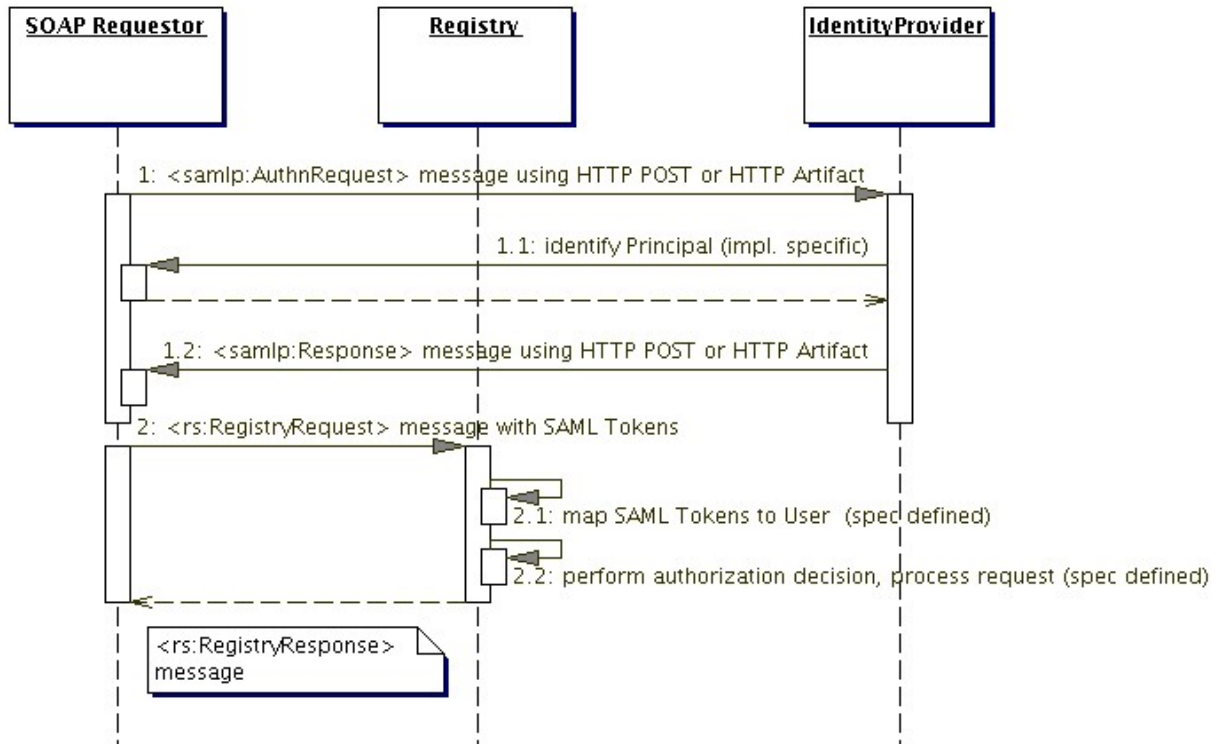 SOAP Requestor
Registry
IdentityProvider
1: <samlp:AuthnRequest> message using HTTP POST or HTTP Artifact
1.1: identify Principal (impl. specific)
1.2: <samlp:Response> message using HTTP POST or HTTP Artifact
2: <rs:RegistryRequest> message with SAML Tokens
2.1: map SAML Tokens to User (spec defined)
2.2: perform authorization decision, process request (spec defined)
<rs:RegistryResponse>
message